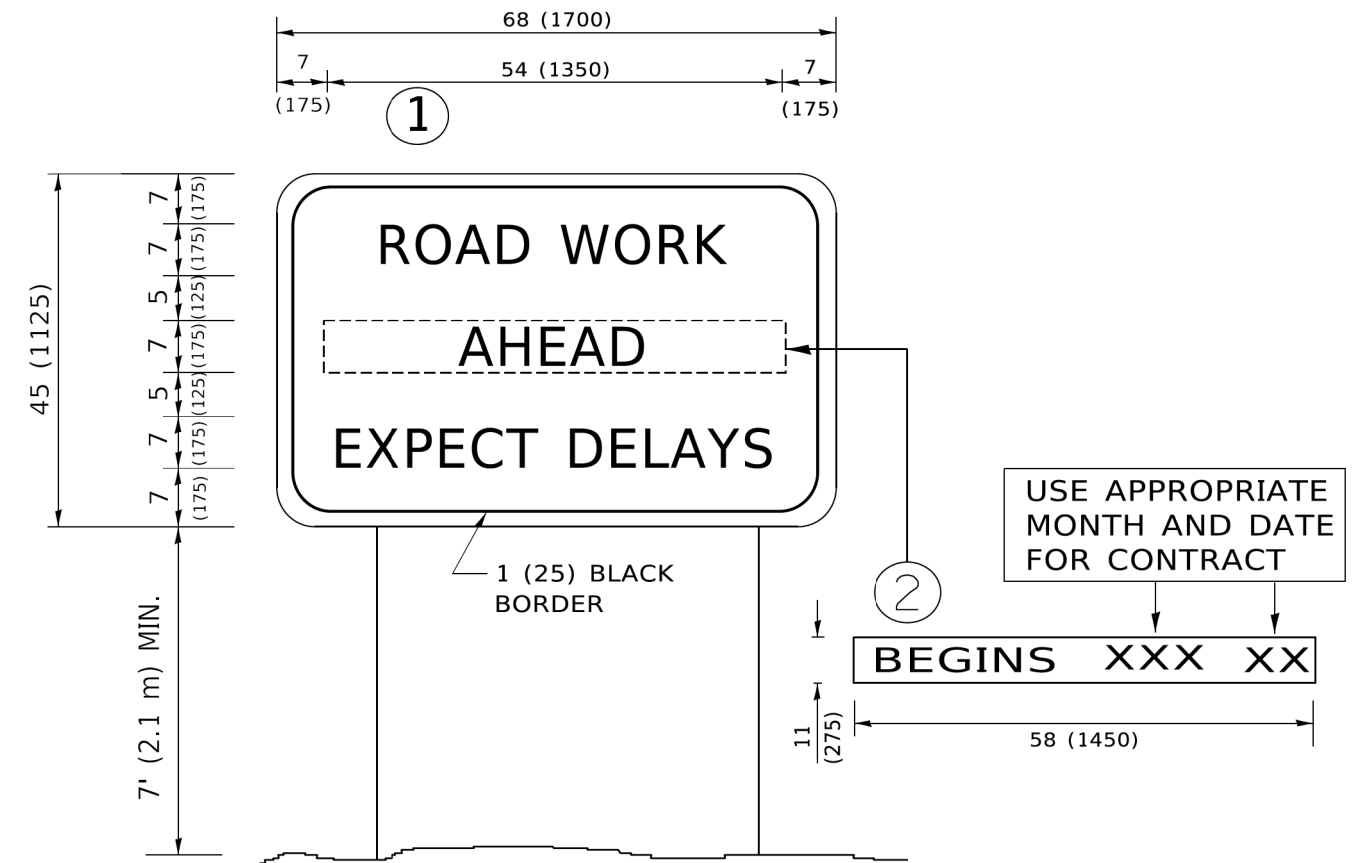 68 (1700)
7
54 (1350)
7
(175)
(175)
1
7
(175)
7
(175)
5
(125)
7
(175)
5
(125)
7
(175)
7
(175)
45 (1125)
ROAD WORK
AHEAD
EXPECT DELAYS
1 (25) BLACK
BORDER
7' (2.1 m) MIN.
USE APPROPRIATE
MONTH AND DATE
FOR CONTRACT
2
BEGINS XXX XX
11
(275)
58 (1450)